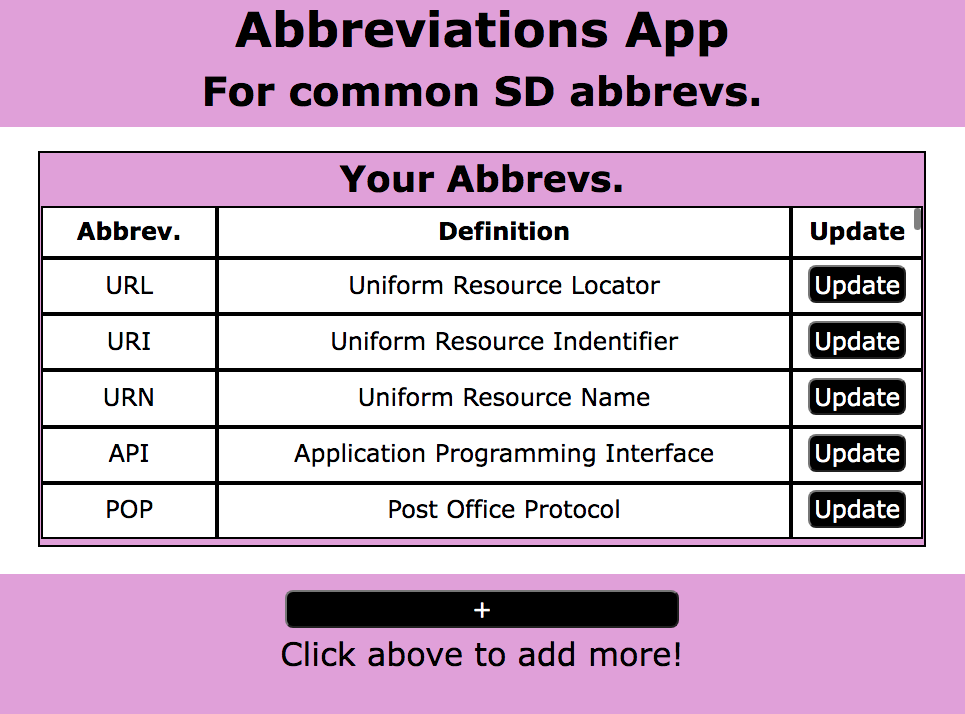 Abbreviations App
For common SD abbrevs.
Your Abbrevs.
Abbrev. Definition Update
URL Uniform Resource Locator Update
URI Uniform Resource Indentifier Update
URN Uniform Resource Name Update
API Application Programming Interface Update
POP Post Office Protocol Update
+
Click above to add more!